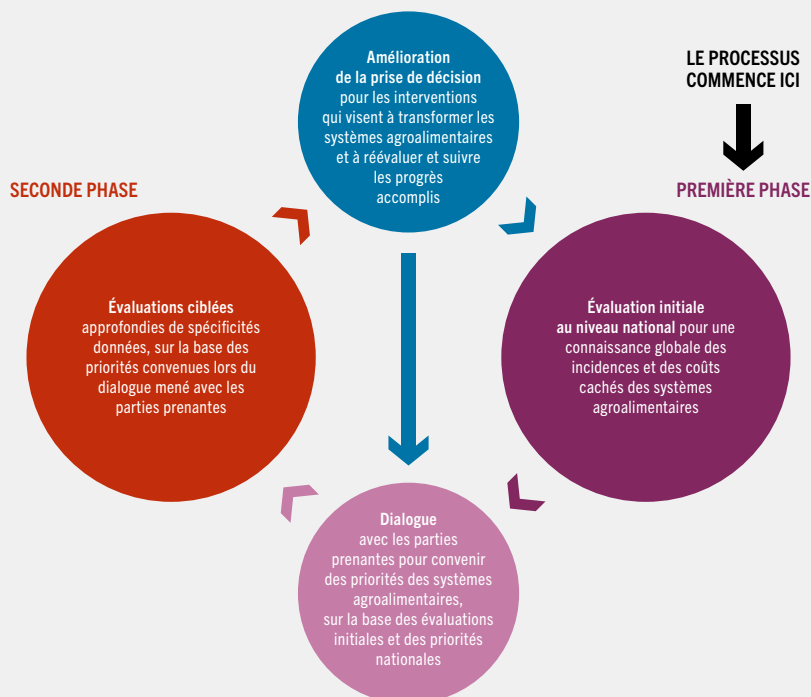 Amélioration
de la prise de décision
pour les interventions
qui visent à transformer les
systèmes agroalimentaires
et à réévaluer et suivre
les progrès
accomplis
LE PROCESSUS
COMMENCE ICI
SECONDE PHASE
PREMIÈRE PHASE
Évaluations ciblées
approfondies de spécificités
données, sur la base des
priorités convenues lors du
dialogue mené avec les
parties prenantes
Évaluation initiale
au niveau national pour une
connaissance globale des
incidences et des coûts
cachés des systèmes
agroalimentaires
Dialogue
avec les parties
prenantes pour convenir
des priorités des systèmes
agroalimentaires,
sur la base des évaluations
initiales et des priorités
nationales